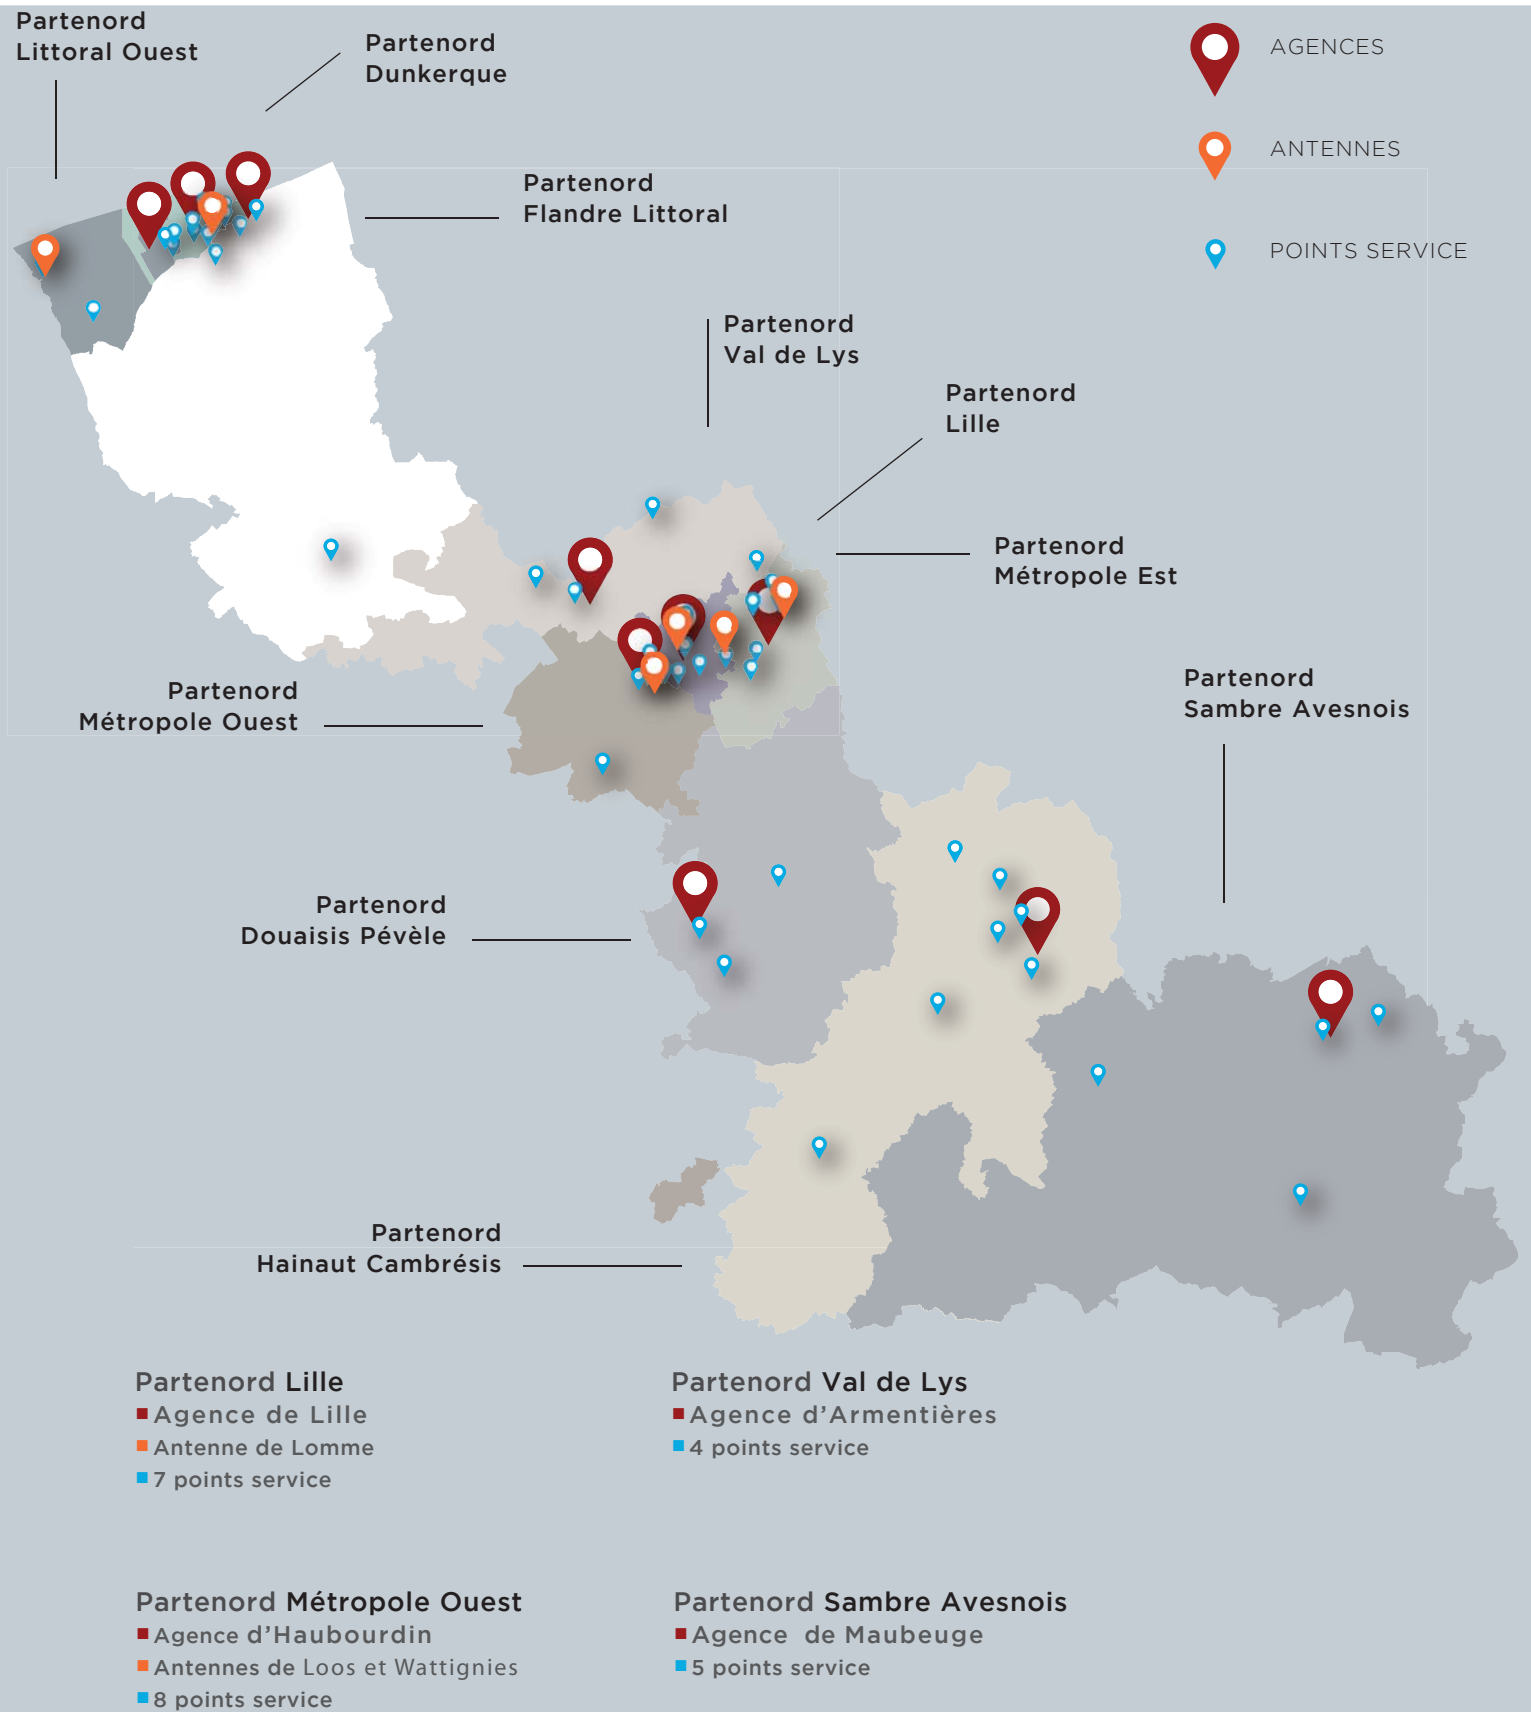 Partenord
Littoral Ouest
Partenord
Dunkerque
AGENCES
ANTENNES
POINTS SERVICE
Partenord
Flandre Littoral
Partenord
Val de Lys
Partenord
Lille
Partenord
Métropole Est
Partenord
Métropole Ouest
Partenord
Sambre Avesnois
Partenord
Douaisis Pévèle
Partenord
Hainaut Cambrésis
Partenord Lille
Agence de Lille
Antenne de Lomme
7 points service
Partenord Val de Lys
Agence d'Armentières
4 points service
Partenord Métropole Ouest
Agence d'Haubourdin
Antennes de Loos et Wattignies
8 points service
Partenord Sambre Avesnois
Agence de Maubeuge
5 points service